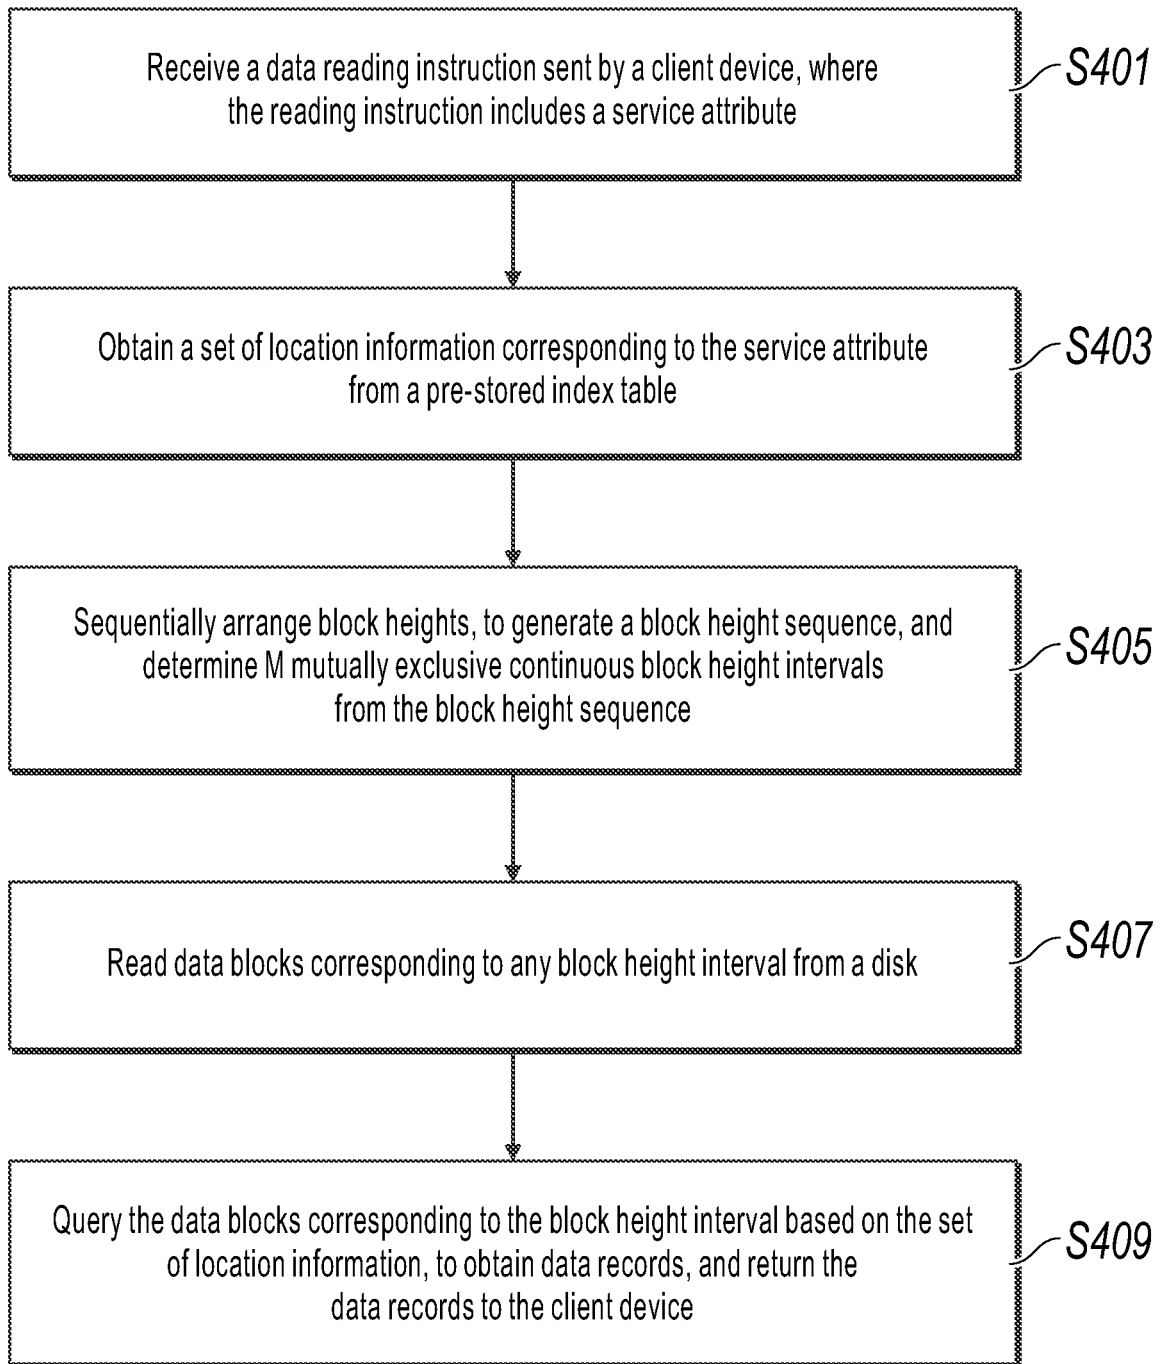 Receive a data reading instruction sent by a client device, where
the reading instruction includes a service attribute
S401
Obtain a set of location information corresponding to the service attribute
from a pre-stored index table
S403
Sequentially arrange block heights, to generate a block height sequence, and
determine M mutually exclusive continuous block height intervals
from the block height sequence
S405
Read data blocks corresponding to any block height interval from a disk
S407
Query the data blocks corresponding to the block height interval based on the set
of location information, to obtain data records, and return the
data records to the client device
S409